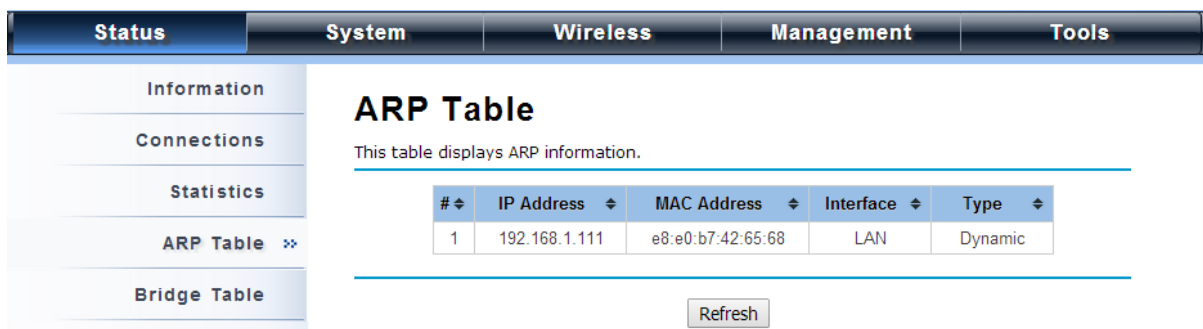 Status System Wireless Management Tools
Information
Connections
Statistics
ARP Table »
Bridge Table
ARP Table
This table displays ARP information.
# IP Address MAC Address Interface Type
1 192.168.1.111 e8:e0:b7:42:65:68 LAN Dynamic
Refresh